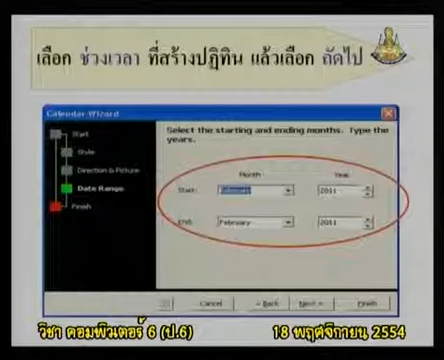 เลือก ช่วงเวลา ที่สร้างปฏิทิน แล้วเลือก ถัดไป
Calendar Wizard
Select the starting and ending months. Type the years.
Start
Style
Direction & Picture
Date Range
Finish
Month Year
Start: February 2011
End: February 2011
Cancel < Back Next > Finish
วิชา คอมพิวเตอร์ 6 (ป.6) 18 พฤศจิกายน 2554